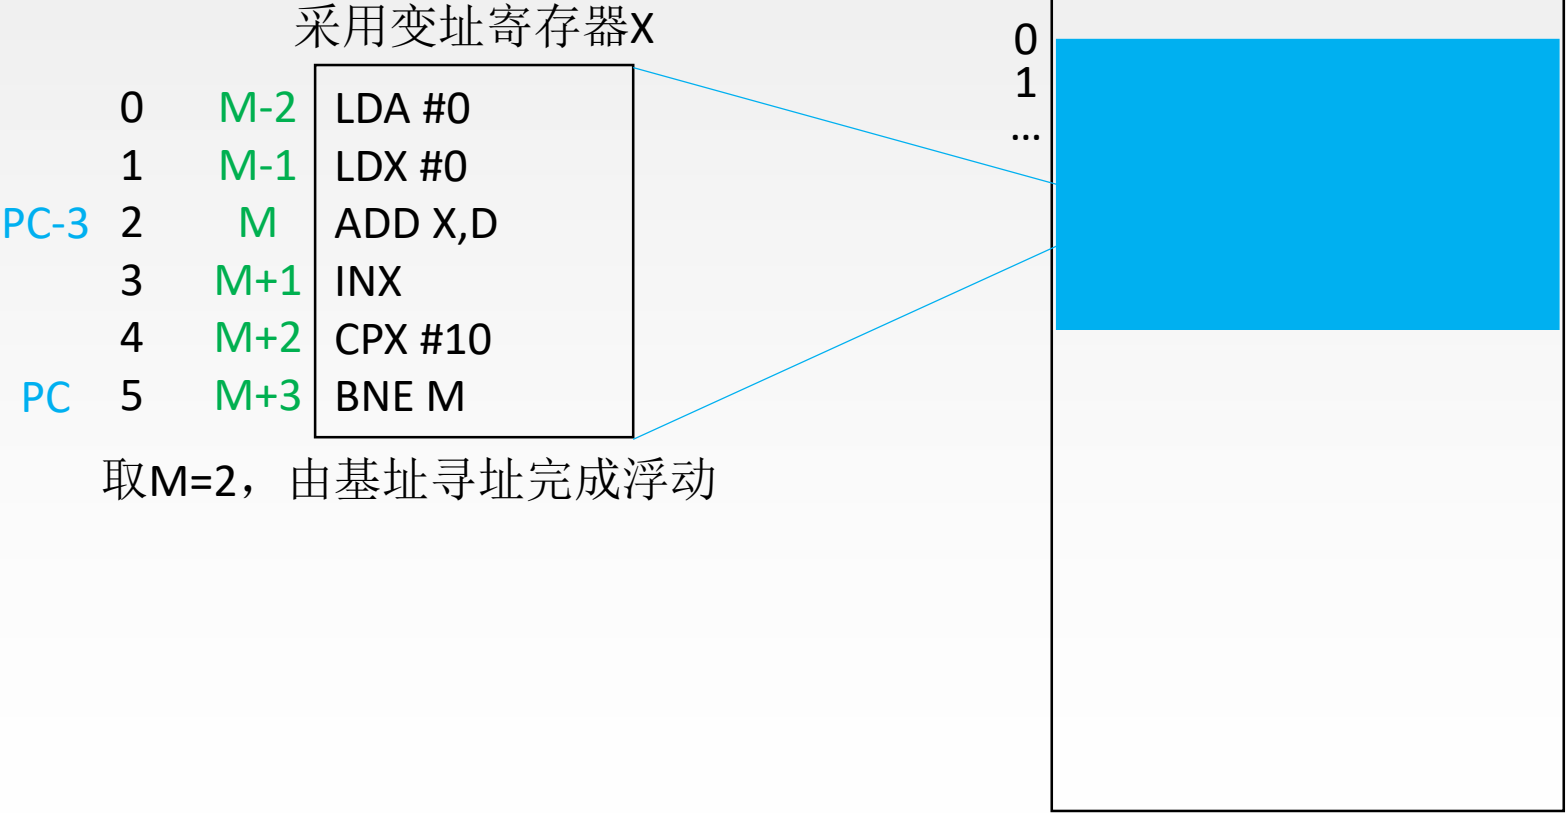 采用变址寄存器X
0
1
...
0 M-2 LDA #0
1 M-1 LDX #0
PC-3 2 M ADD X,D
3 M+1 INX
4 M+2 CPX #10
PC 5 M+3 BNE M
取M=2，由基址寻址完成浮动